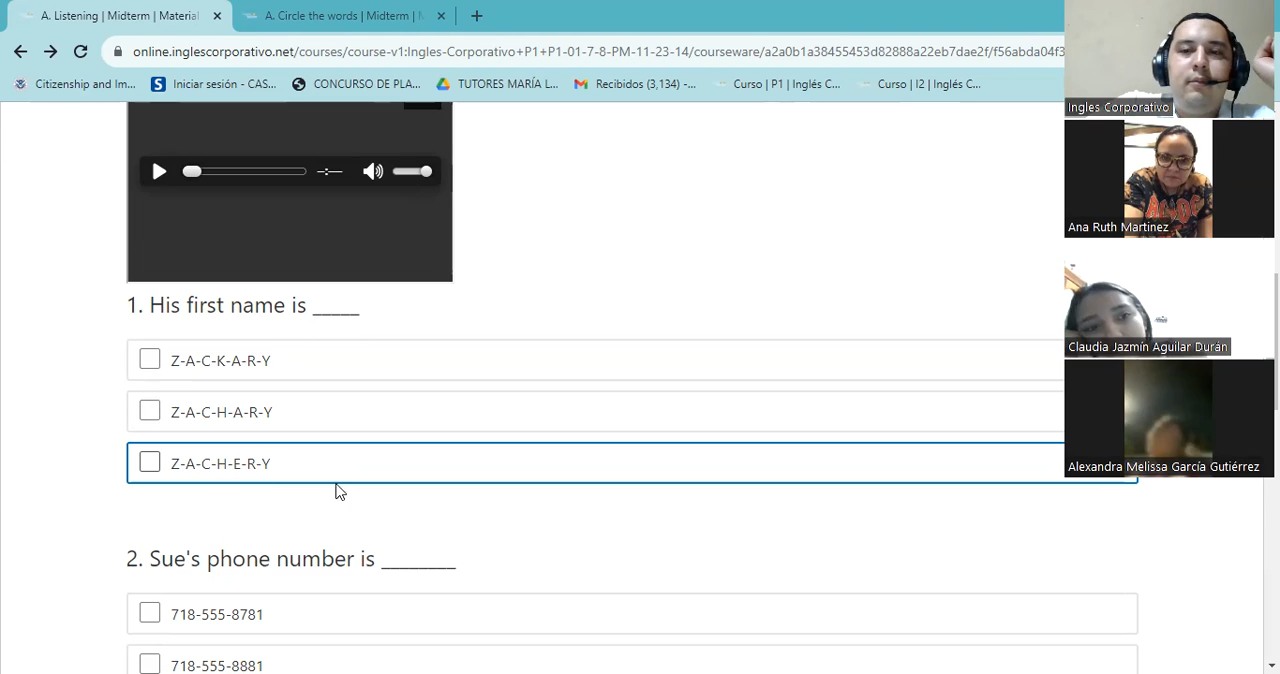 A. Listening | Midterm | Material
A. Circle the words | Midterm |
online.inglescorporativo.net/courses/course-v1:Ingles-Corporativo+P1+P1-01-7-8-PM-11-23-14/courseware/a2a0b1a38455453d82888a22eb7dae2f/f56abda04f3
Citizenship and Im...
Iniciar sesión - CAS...
CONCURSO DE PLA...
TUTORES MARÍA L...
Recibidos (3,134) -...
Curso | P1 | Inglés C...
Curso | I2 | Inglés C...
Ingles Corporativo
Ana Ruth Martinez
Claudia Jazmín Aguilar Durán
Alexandra Melissa García Gutiérrez
-:--
1. His first name is _____
Z-A-C-K-A-R-Y
Z-A-C-H-A-R-Y
Z-A-C-H-E-R-Y
2. Sue's phone number is ________
718-555-8781
718-555-8881